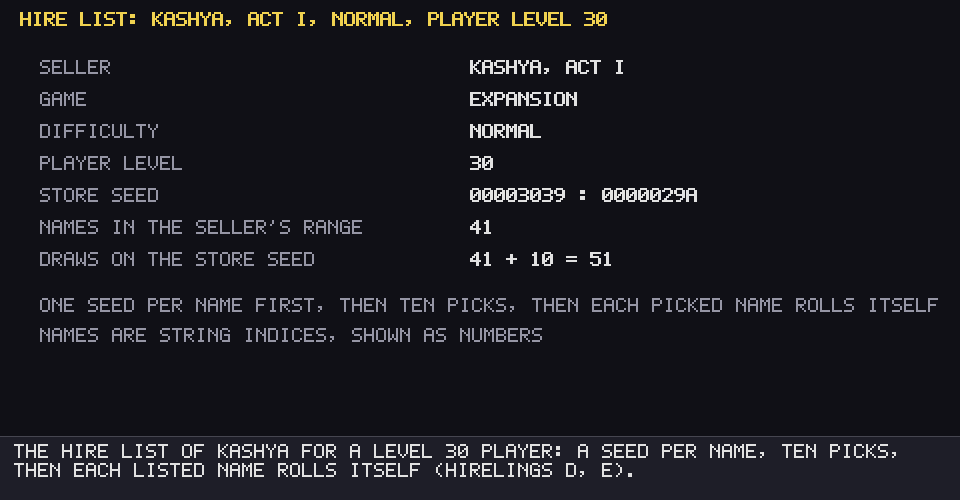 HIRE LIST: KASHYA, ACT I, NORMAL, PLAYER LEVEL 30
SELLER KASHYA, ACT I
GAME EXPANSION
DIFFICULTY NORMAL
PLAYER LEVEL 30
STORE SEED 00003039 : 0000029A
NAMES IN THE SELLER'S RANGE 41
DRAWS ON THE STORE SEED 41 + 10 = 51
ONE SEED PER NAME FIRST, THEN TEN PICKS, THEN EACH PICKED NAME ROLLS ITSELF
NAMES ARE STRING INDICES, SHOWN AS NUMBERS
THE HIRE LIST OF KASHYA FOR A LEVEL 30 PLAYER: A SEED PER NAME, TEN PICKS,
THEN EACH LISTED NAME ROLLS ITSELF (HIRELINGS D, E).